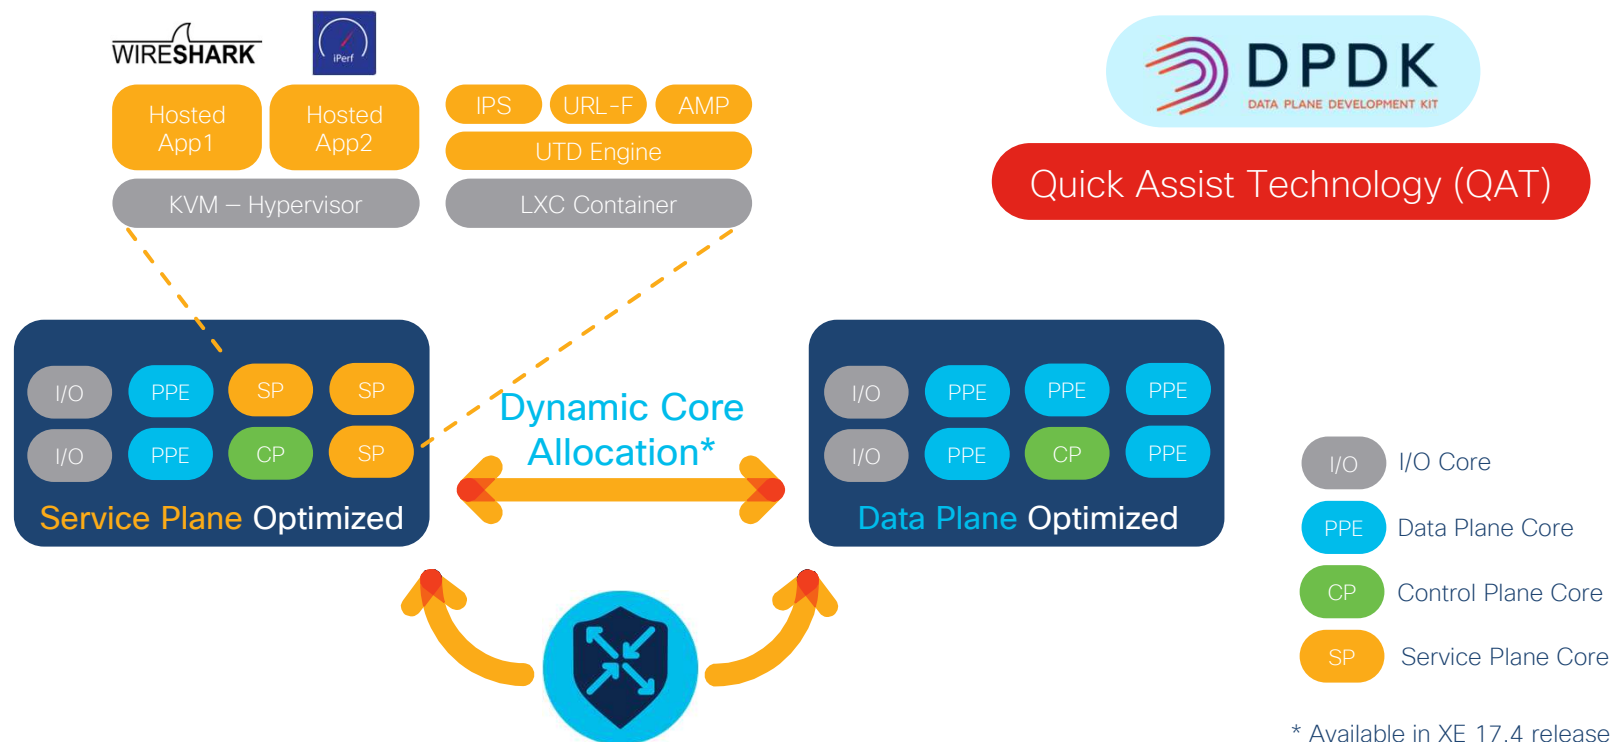 WIRESHARK
iPerf
Hosted
App1
Hosted
App2
IPS
URL-F
AMP
UTD Engine
KVM – Hypervisor
LXC Container
DPDK
DATA PLANE DEVELOPMENT KIT
Quick Assist Technology (QAT)
I/O
PPE
SP
SP
I/O
PPE
CP
SP
Service Plane Optimized
Dynamic Core
Allocation*
I/O
PPE
PPE
PPE
I/O
PPE
CP
PPE
Data Plane Optimized
I/O
I/O Core
PPE
Data Plane Core
CP
Control Plane Core
SP
Service Plane Core
* Available in XE 17.4 release